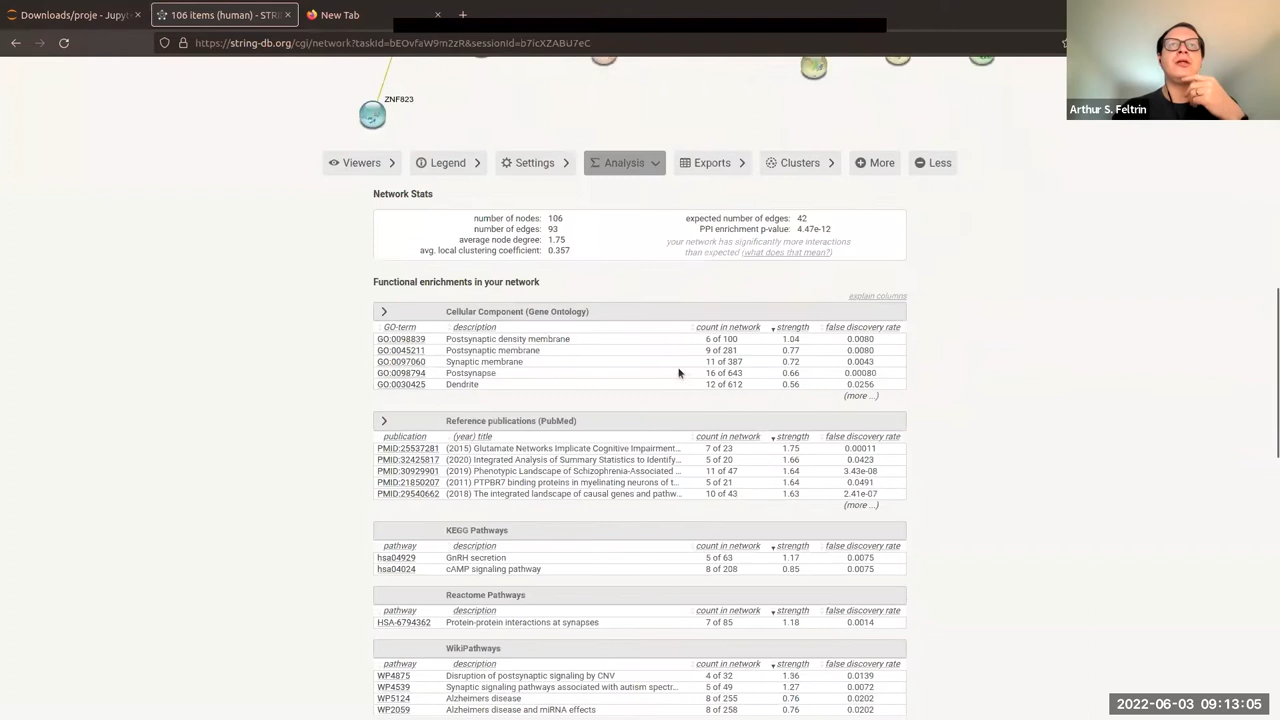 Downloads/proje - Jupyt
106 items (human) - STRI
New Tab
https://string-db.org/cgi/network?taskId=bEOvfaW9m2zR&sessionId=b7icXZABU7eC
Arthur S. Feltrin
ZNF823
Viewers
Legend
Settings
Analysis
Exports
Clusters
More
Less
Network Stats
number of nodes: 106
number of edges: 93
average node degree: 1.75
avg. local clustering coefficient: 0.357
expected number of edges: 42
PPI enrichment p-value: 4.47e-12
your network has significantly more interactions
than expected (what does that mean?)
Functional enrichments in your network
explain columns
Cellular Component (Gene Ontology)
GO-term description count in network strength false discovery rate
GO:0098839 Postsynaptic density membrane 6 of 100 1.04 0.0080
GO:0045211 Postsynaptic membrane 9 of 281 0.77 0.0080
GO:0097060 Synaptic membrane 11 of 387 0.72 0.0043
GO:0098794 Postsynapse 16 of 643 0.66 0.00080
GO:0030425 Dendrite 12 of 612 0.56 0.0256
(more ...)
Reference publications (PubMed)
publication (year) title count in network strength false discovery rate
PMID:25537281 (2015) Glutamate Networks Implicate Cognitive Impairment... 7 of 23 1.75 0.00011
PMID:32425817 (2020) Integrated Analysis of Summary Statistics to Identify... 5 of 20 1.66 0.0423
PMID:30929901 (2019) Phenotypic Landscape of Schizophrenia-Associated ... 11 of 47 1.64 3.43e-08
PMID:21850207 (2011) PTPBR7 binding proteins in myelinating neurons of t... 5 of 21 1.64 0.0491
PMID:29540662 (2018) The integrated landscape of causal genes and pathw... 10 of 43 1.63 2.41e-07
(more ...)
KEGG Pathways
pathway description count in network strength false discovery rate
hsa04929 GnRH secretion 5 of 63 1.17 0.0075
hsa04024 cAMP signaling pathway 8 of 208 0.85 0.0075
Reactome Pathways
pathway description count in network strength false discovery rate
HSA-6794362 Protein-protein interactions at synapses 7 of 85 1.18 0.0014
WikiPathways
pathway description count in network strength false discovery rate
WP4875 Disruption of postsynaptic signaling by CNV 4 of 32 1.36 0.0139
WP4539 Synaptic signaling pathways associated with autism spectr... 5 of 49 1.27 0.0072
WP5124 Alzheimers disease 8 of 255 0.76 0.0202
WP2059 Alzheimers disease and miRNA effects 8 of 258 0.76 0.0202
2022-06-03 09:13:05